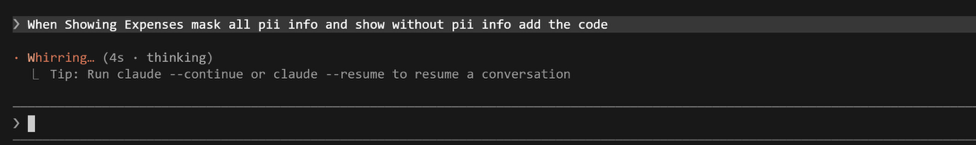 ❯ When Showing Expenses mask all pii info and show without pii info add the code
· Whirring… (4s · thinking)
⎿ Tip: Run claude --continue or claude --resume to resume a conversation
❯